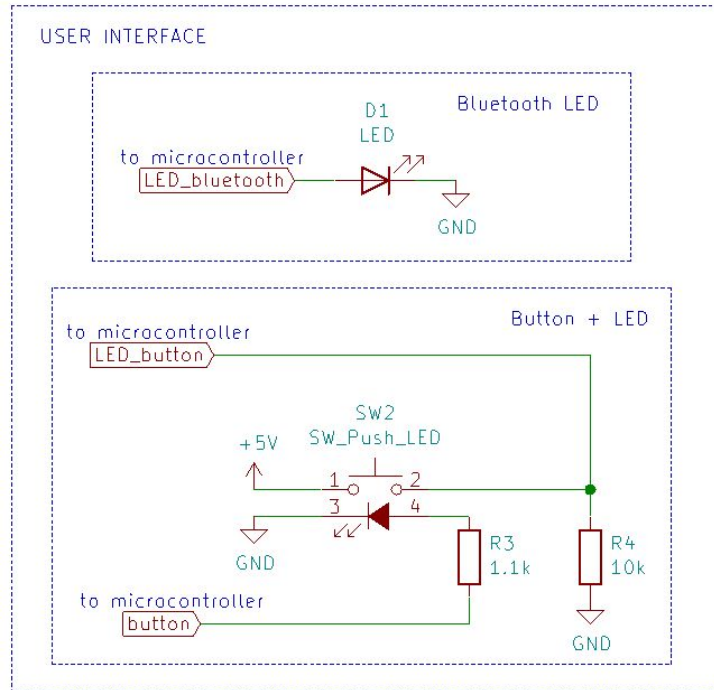 USER INTERFACE
Bluetooth LED
D1
LED
to microcontroller
LED_bluetooth
GND
Button + LED
to microcontroller
LED_button
SW2
SW_Push_LED
+5V
1 2
3 4
GND
R3
1.1k
R4
10k
to microcontroller
button
GND